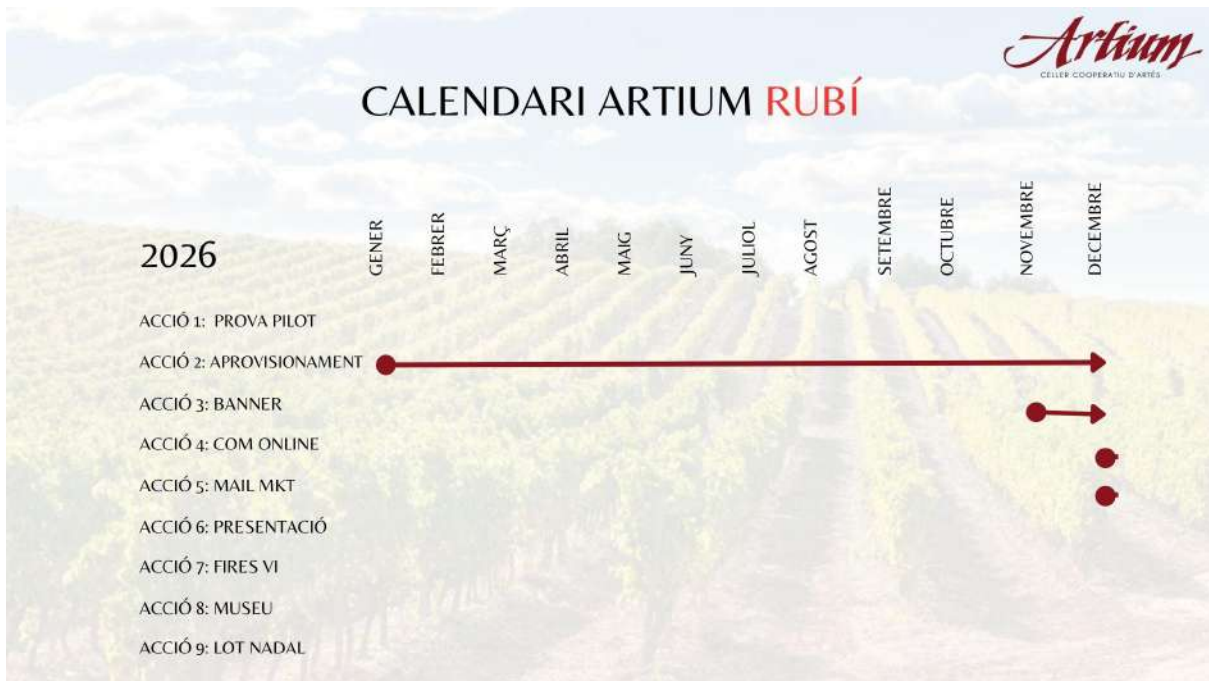 Artium
CELLER COOPERATIU D'ARTÉS
CALENDARI ARTIUM RUBÍ
2026
GENER
FEBRER
MARÇ
ABRIL
MAIG
JUNY
JULIOL
AGOST
SETEMBRE
OCTUBRE
NOVEMBRE
DECEMBRE
ACCIÓ 1: PROVA PILOT
ACCIÓ 2: APROVISIONAMENT
ACCIÓ 3: BANNER
ACCIÓ 4: COM ONLINE
ACCIÓ 5: MAIL MKT
ACCIÓ 6: PRESENTACIÓ
ACCIÓ 7: FIRES VI
ACCIÓ 8: MUSEU
ACCIÓ 9: LOT NADAL